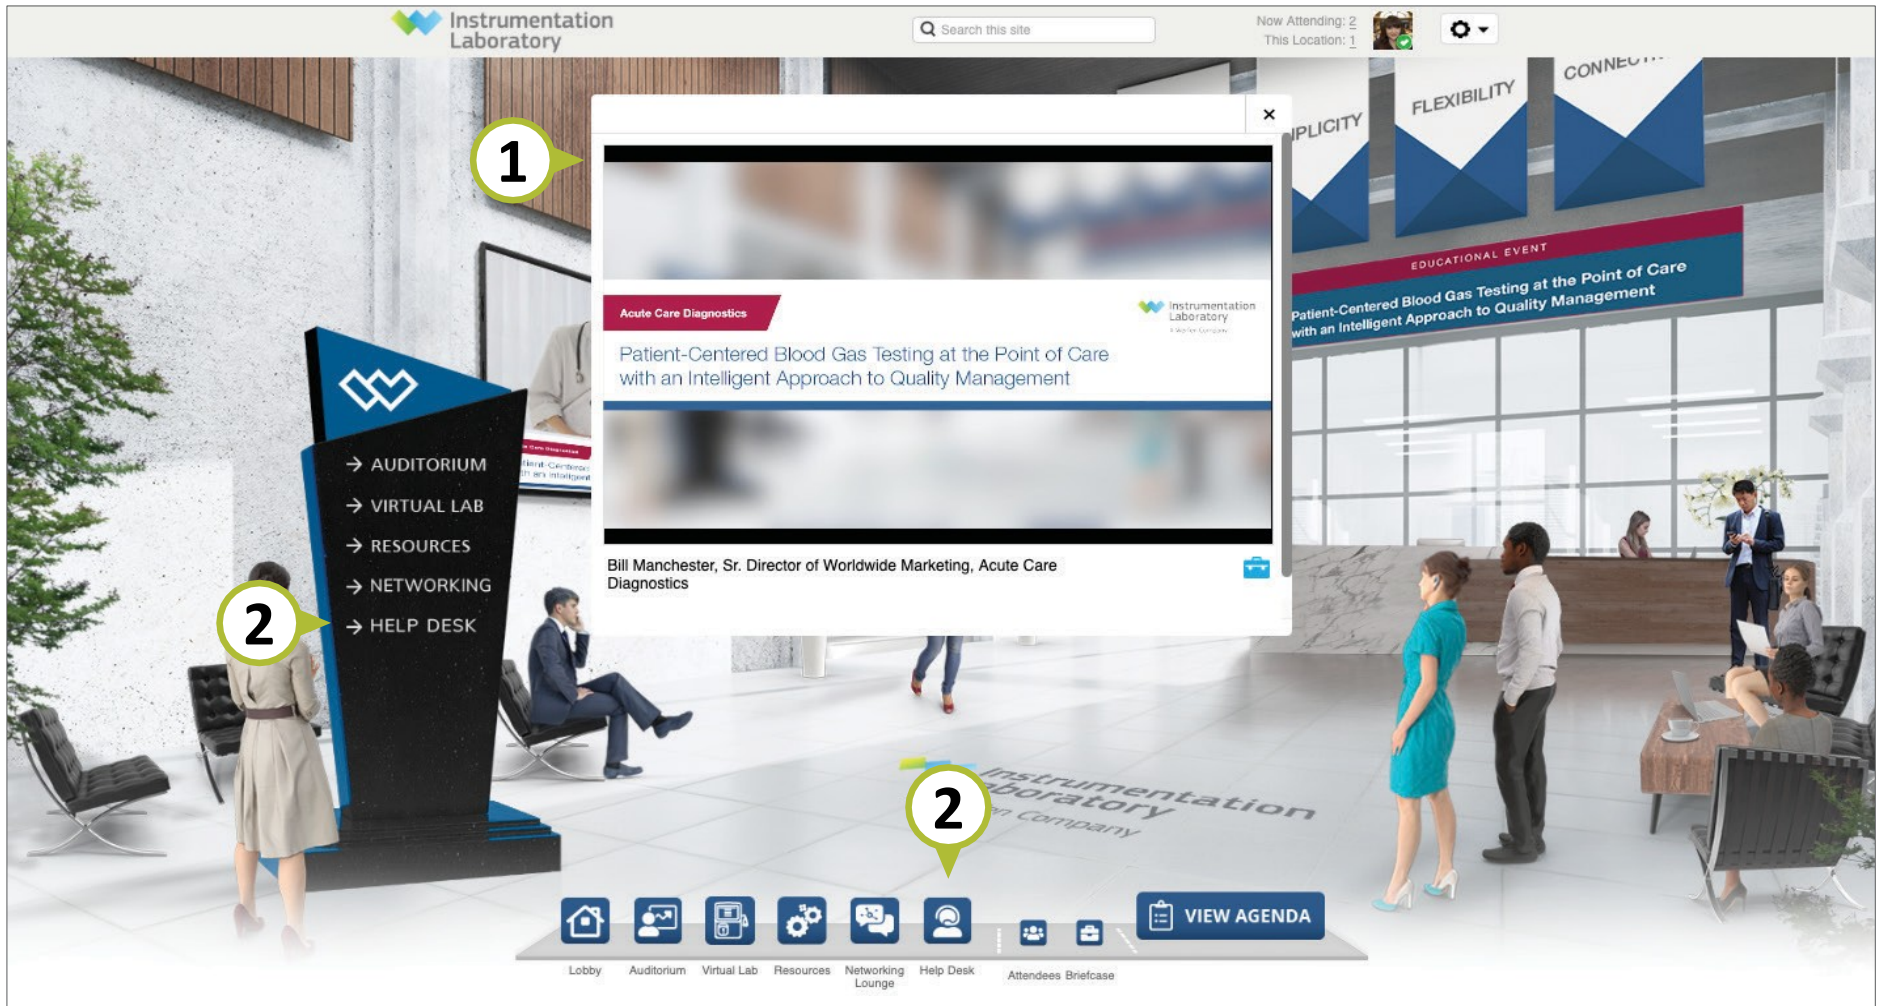 Instrumentation
Laboratory
Search this site
Now Attending: 2
This Location: 1
FLEXIBILITY
1
EDUCATIONAL EVENT
Patient-Centered Blood Gas Testing at the Point of Care
with an Intelligent Approach to Quality Management
Acute Care Diagnostics
Instrumentation
Laboratory
Patient-Centered Blood Gas Testing at the Point of Care
with an Intelligent Approach to Quality Management
Bill Manchester, Sr. Director of Worldwide Marketing, Acute Care
Diagnostics
→ AUDITORIUM
→ VIRTUAL LAB
→ RESOURCES
→ NETWORKING
→ HELP DESK
2
2
Instrumentation
Company
VIEW AGENDA
Lobby
Auditorium
Virtual Lab
Resources
Networking
Lounge
Help Desk
Attendees
Briefcase